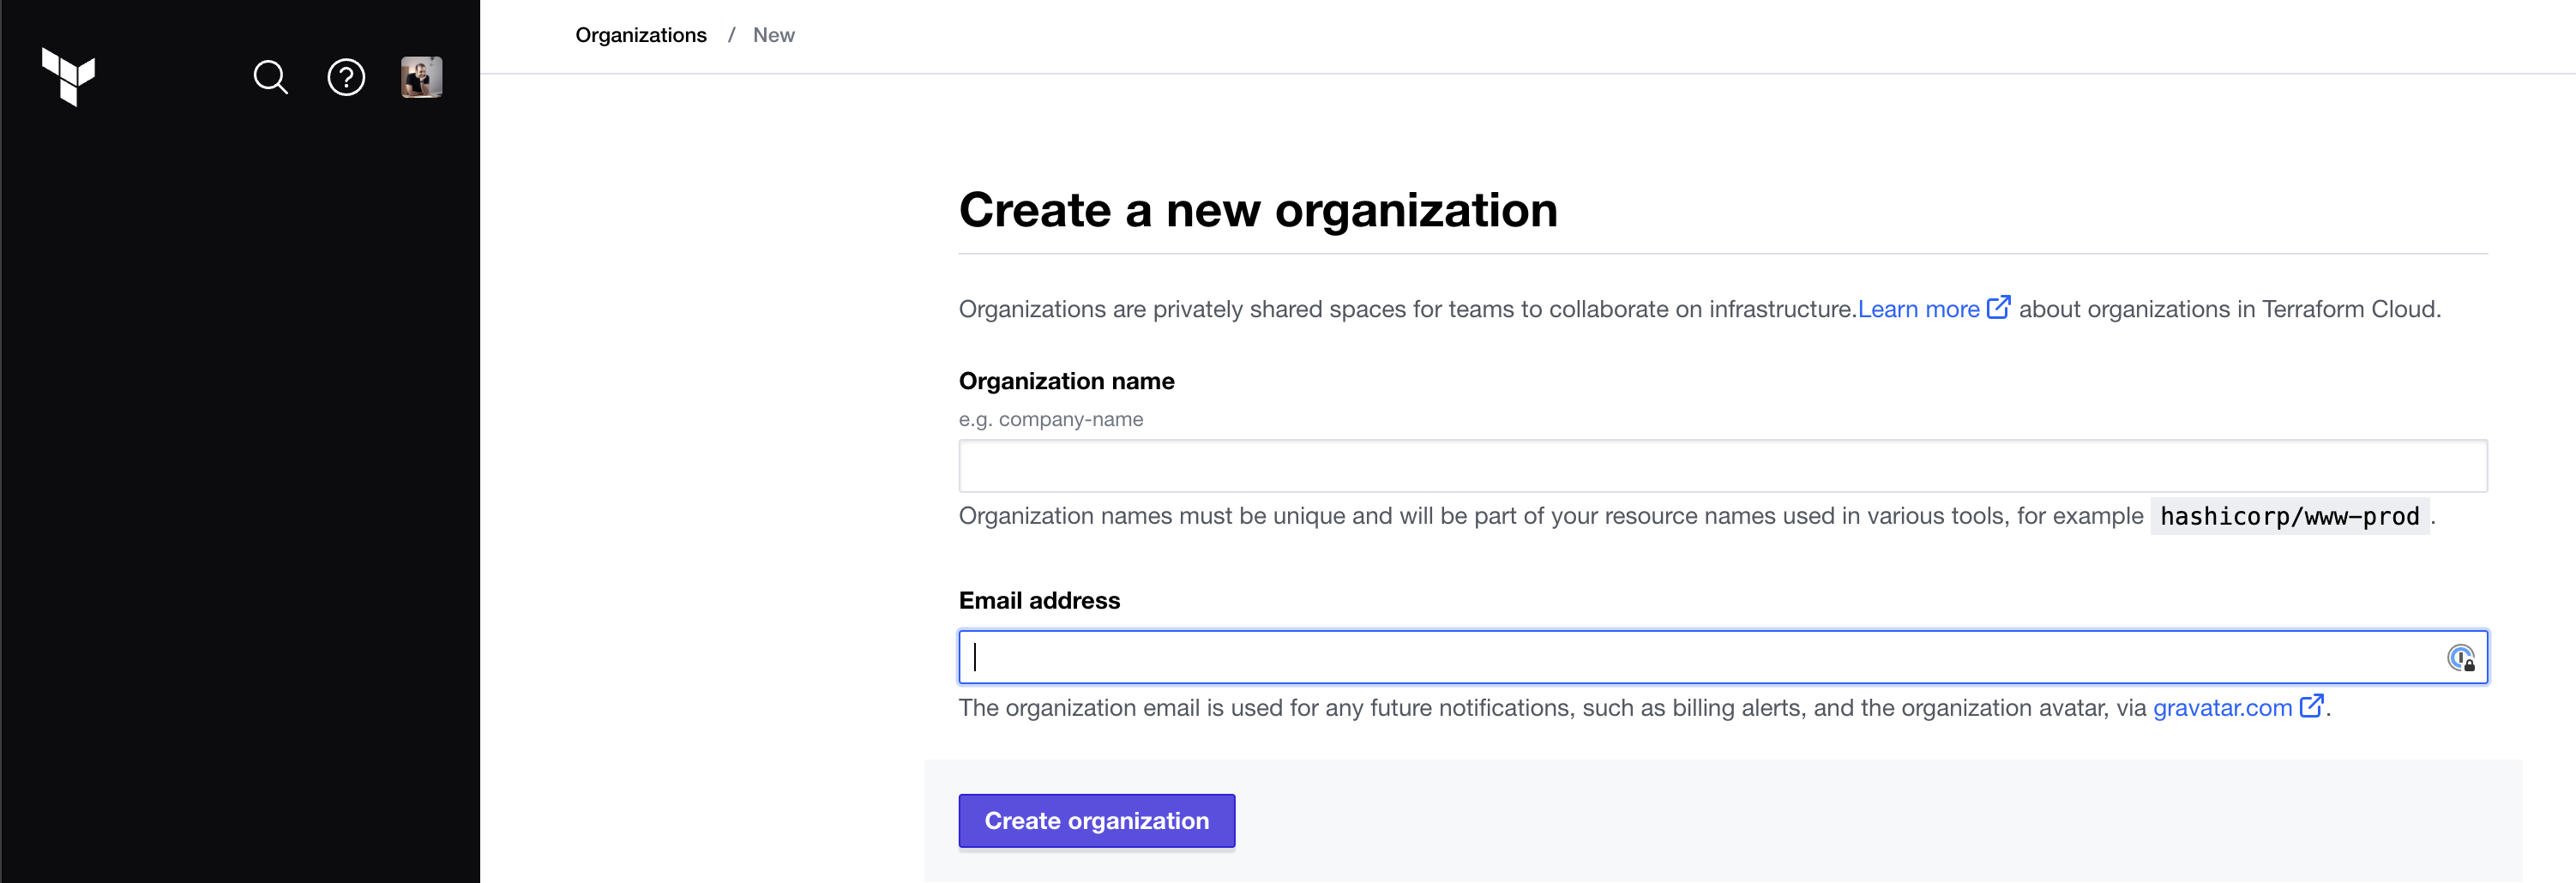 Organizations / New
Create a new organization
Organizations are privately shared spaces for teams to collaborate on infrastructure.Learn more about organizations in Terraform Cloud.
Organization name
e.g. company-name
Organization names must be unique and will be part of your resource names used in various tools, for example hashicorp/www-prod .
Email address
The organization email is used for any future notifications, such as billing alerts, and the organization avatar, via gravatar.com .
Create organization